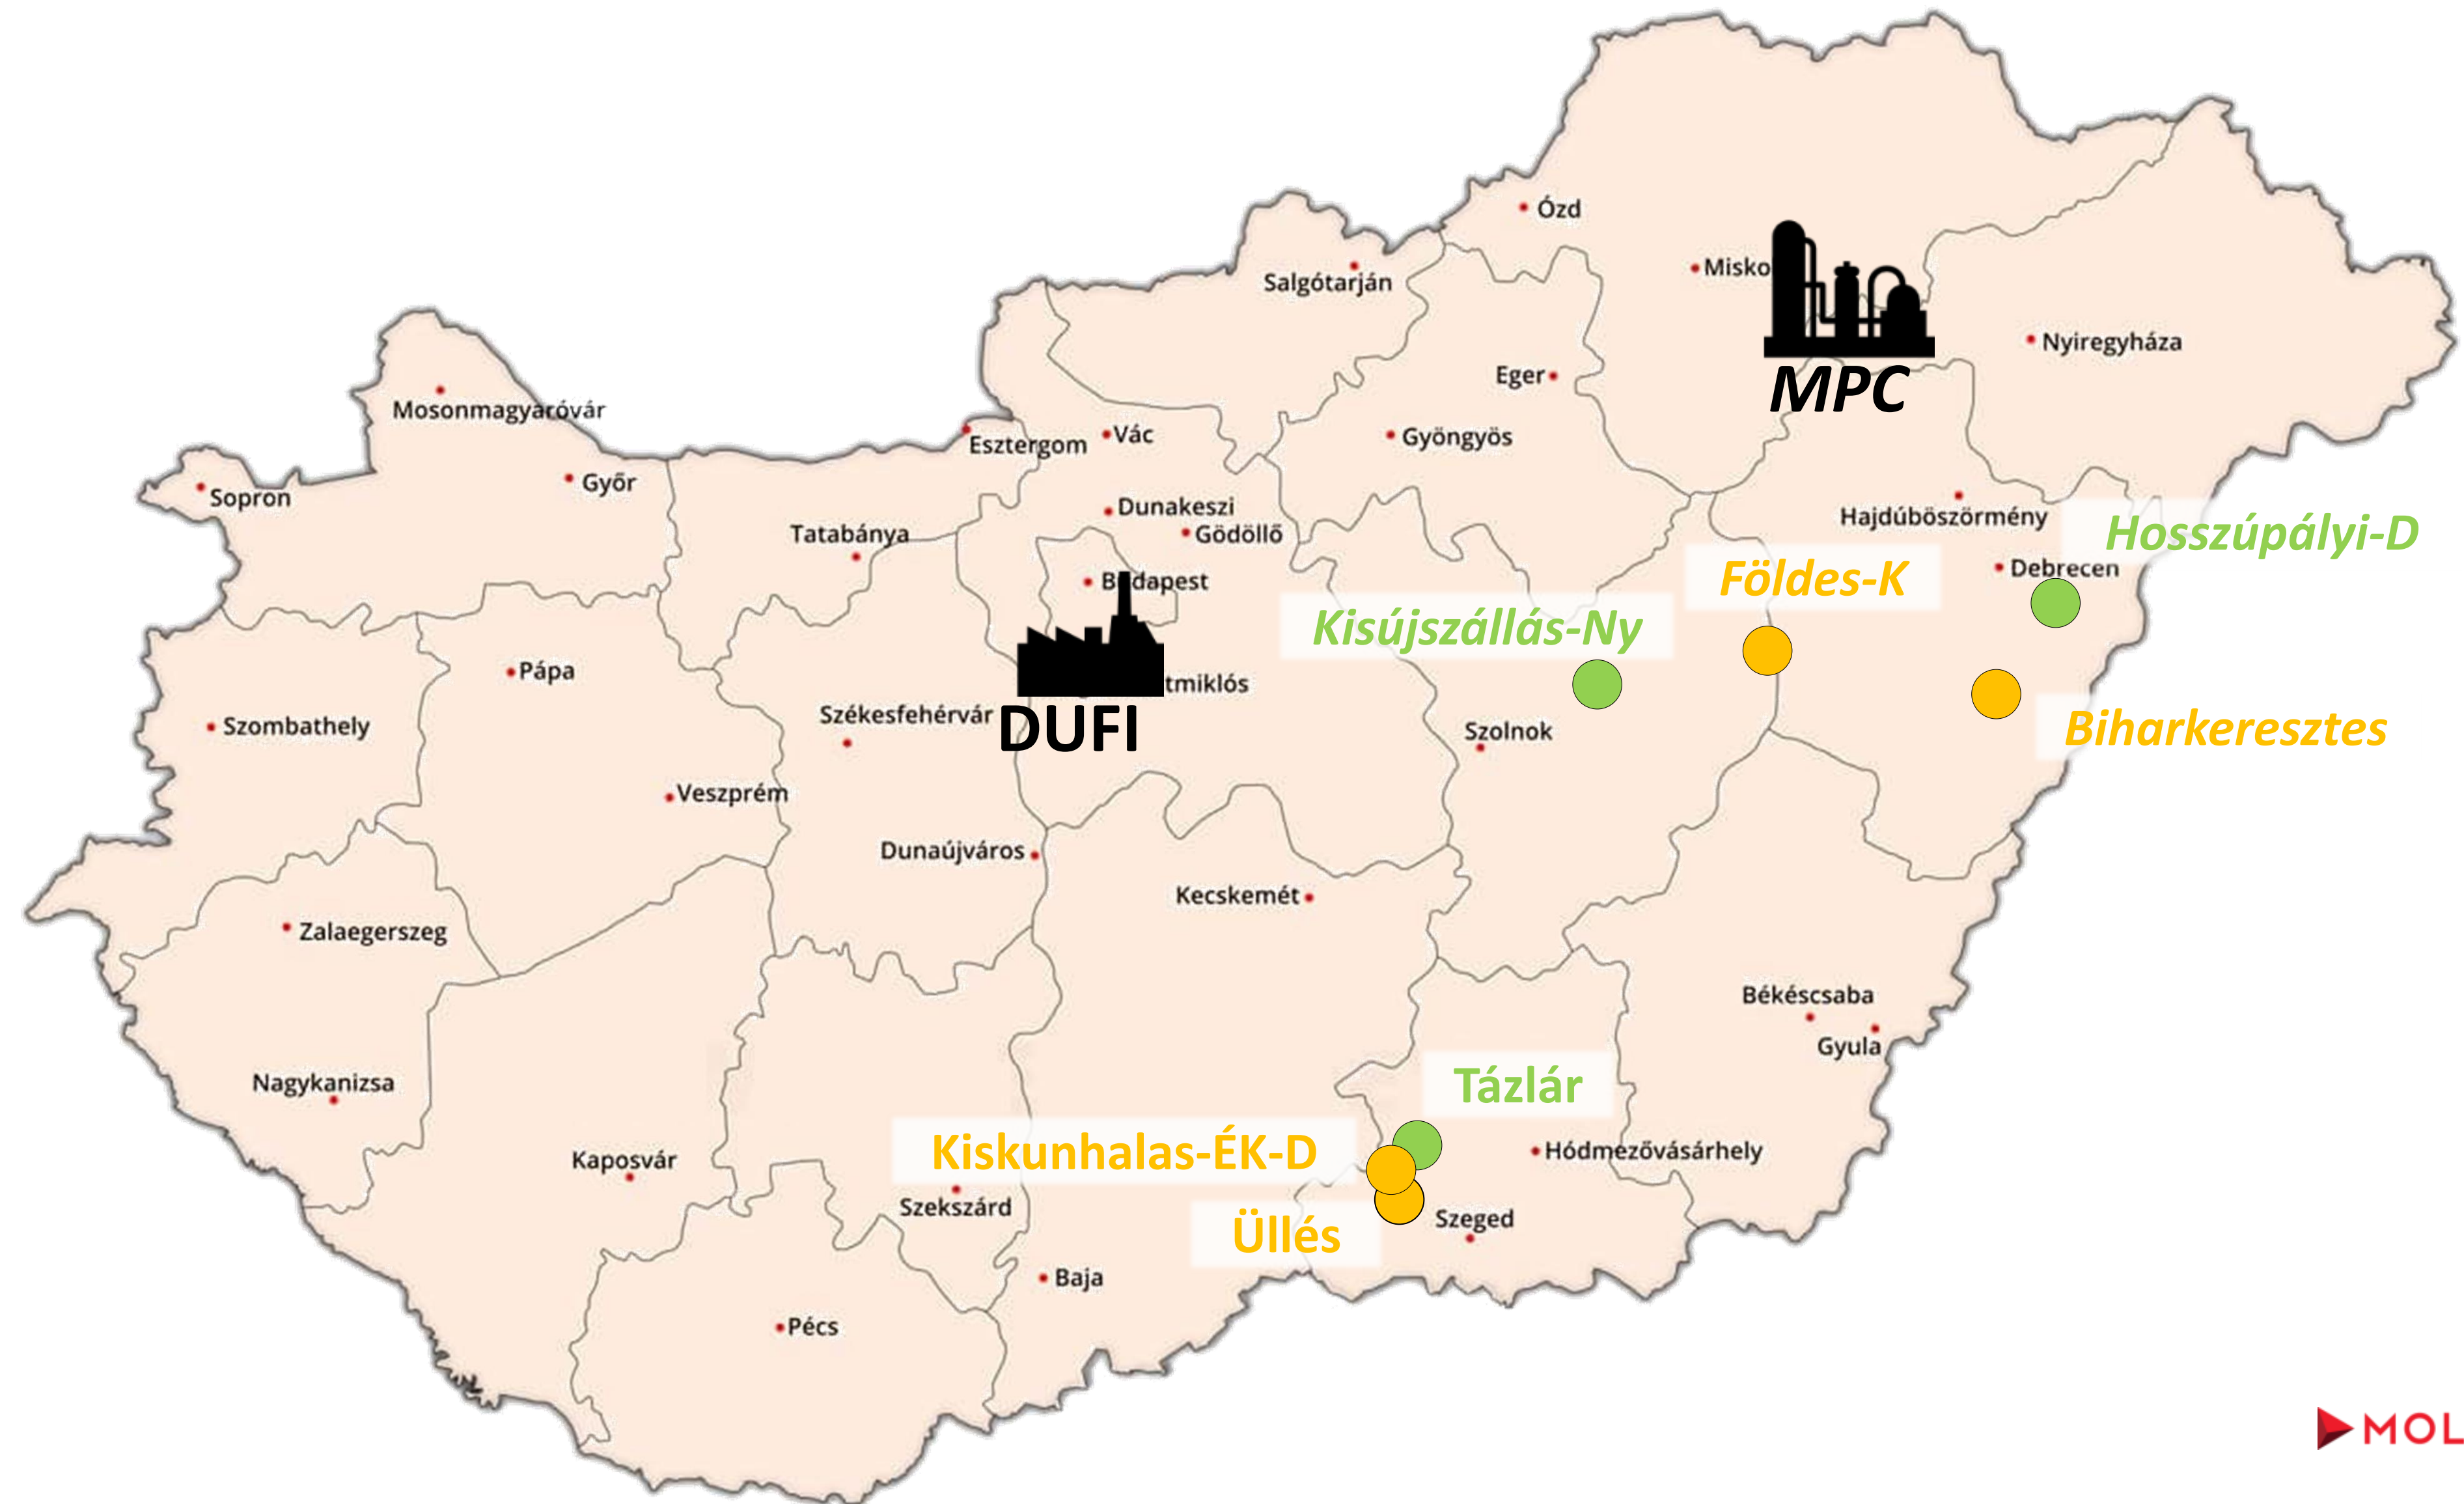 Ózd
Misko
Salgótarján
Nyiregyháza
MPC
Eger
Mosonmagyaróvár
Esztergom
Vác
Gyöngyös
Sopron
Győr
Dunakeszi
Hajdúböszörmény
Hosszúpályi-D
Tatabánya
Gödöllő
Budapest
Debrecen
Földes-K
Kisújszállás-Ny
Pápa
tmiklós
Székesfehérvár
DUFI
Szombathely
Szolnok
Biharkeresztes
Veszprém
Dunaújváros
Kecskemét
Zalaegerszeg
Békéscsaba
Gyula
Nagykanizsa
Tázlár
Kiskunhalas-ÉK-D
Hódmezővásárhely
Kaposvár
Szekszárd
Üllés
Szeged
Baja
Pécs
MOL